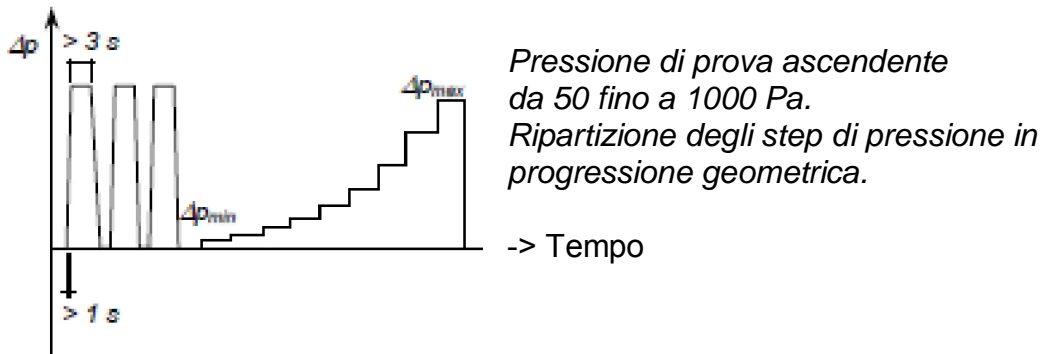 Δp
> 3 s
Δpmax
Δpmin
> 1 s
Pressione di prova ascendente
da 50 fino a 1000 Pa.
Ripartizione degli step di pressione in
progressione geometrica.
-> Tempo